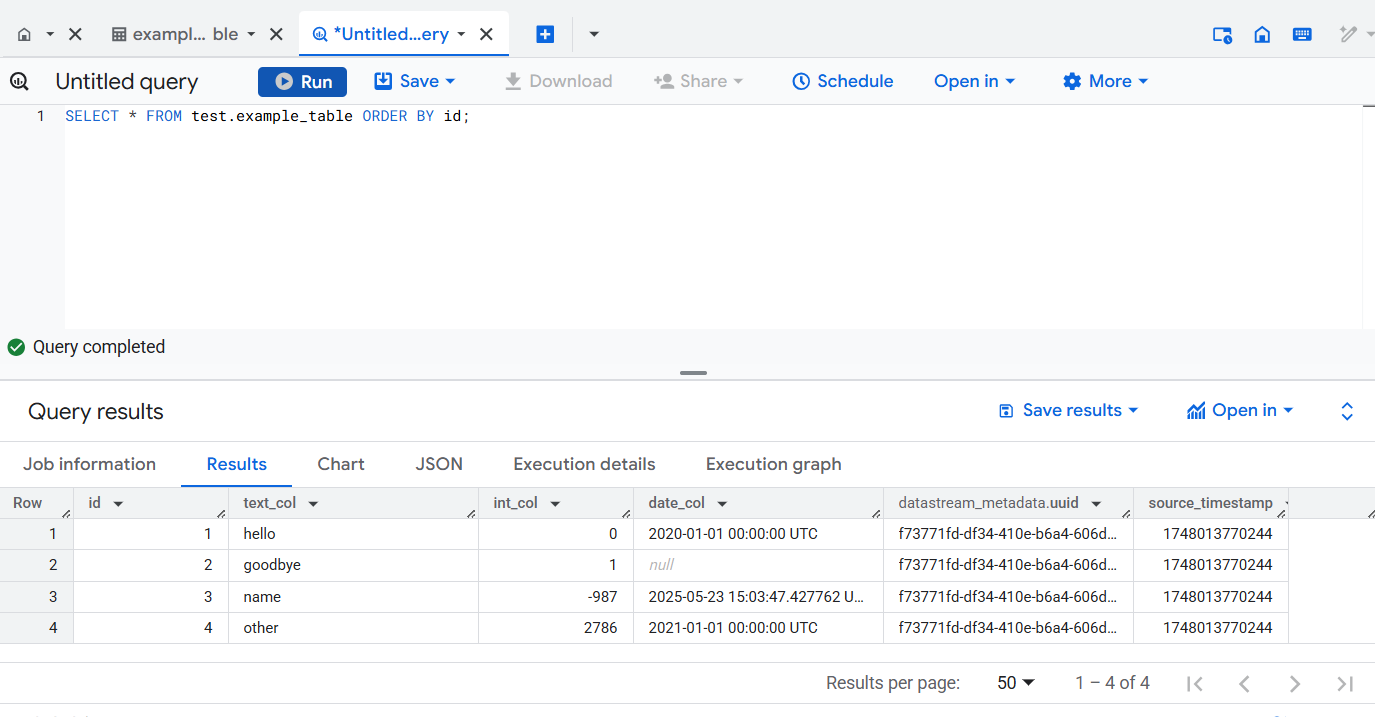 exampl... ble *Untitled...ery
Untitled query Run Save Download Share Schedule Open in More
1 SELECT * FROM test.example_table ORDER BY id;
Query completed
Query results Save results Open in
Job information Results Chart JSON Execution details Execution graph
Row id text_col int_col date_col datastream_metadata.uuid source_timestamp
1 1 hello 0 2020-01-01 00:00:00 UTC f73771fd-df34-410e-b6a4-606d... 1748013770244
2 2 goodbye 1 null f73771fd-df34-410e-b6a4-606d... 1748013770244
3 3 name -987 2025-05-23 15:03:47.427762 U... f73771fd-df34-410e-b6a4-606d... 1748013770244
4 4 other 2786 2021-01-01 00:00:00 UTC f73771fd-df34-410e-b6a4-606d... 1748013770244
Results per page: 50 1 – 4 of 4